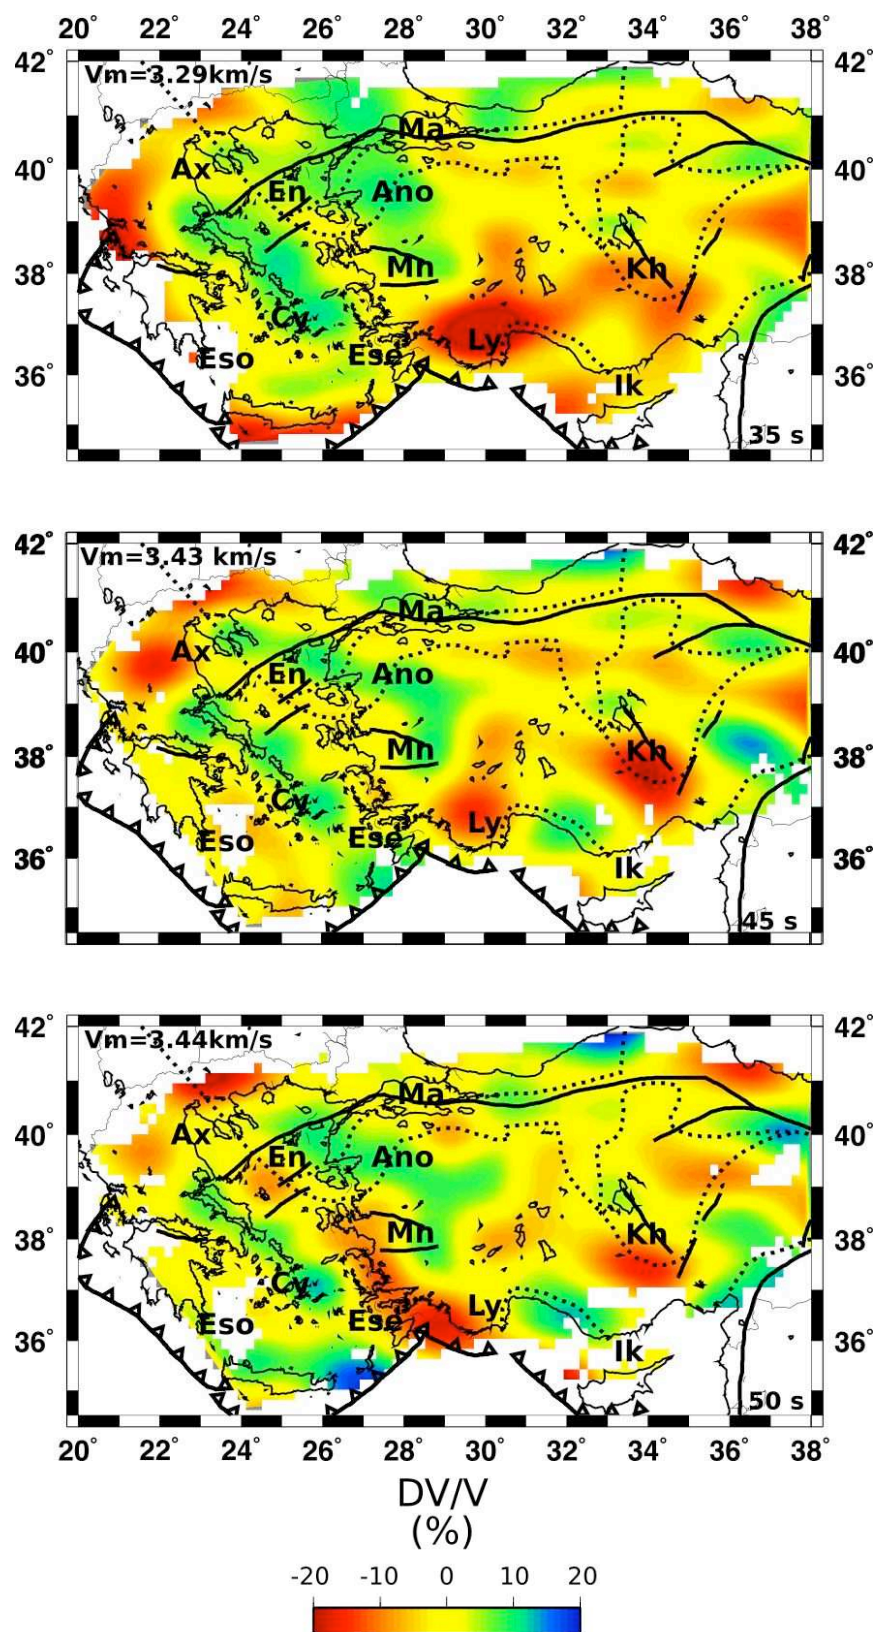 20° 22° 24° 26° 28° 30° 32° 34° 36° 38°
42° Vm=3.29km/s 42°
Ma
40° Ax En Ano 40°
38° Mn Kh 38°
Cy Ly
36° Eso Ese Ik 36°
35 s
42° Vm=3.43 km/s 42°
Ma
40° Ax En Ano 40°
38° Mn Kh 38°
Cy Ly
36° Eso Ese Ik 36°
45 s
42° Vm=3.44km/s 42°
Ma
40° Ax En Ano 40°
38° Mn Kh 38°
Cy Ly
36° Eso Ese Ik 36°
50 s
20° 22° 24° 26° 28° 30° 32° 34° 36° 38°
DV/V
(%)
-20 -10 0 10 20